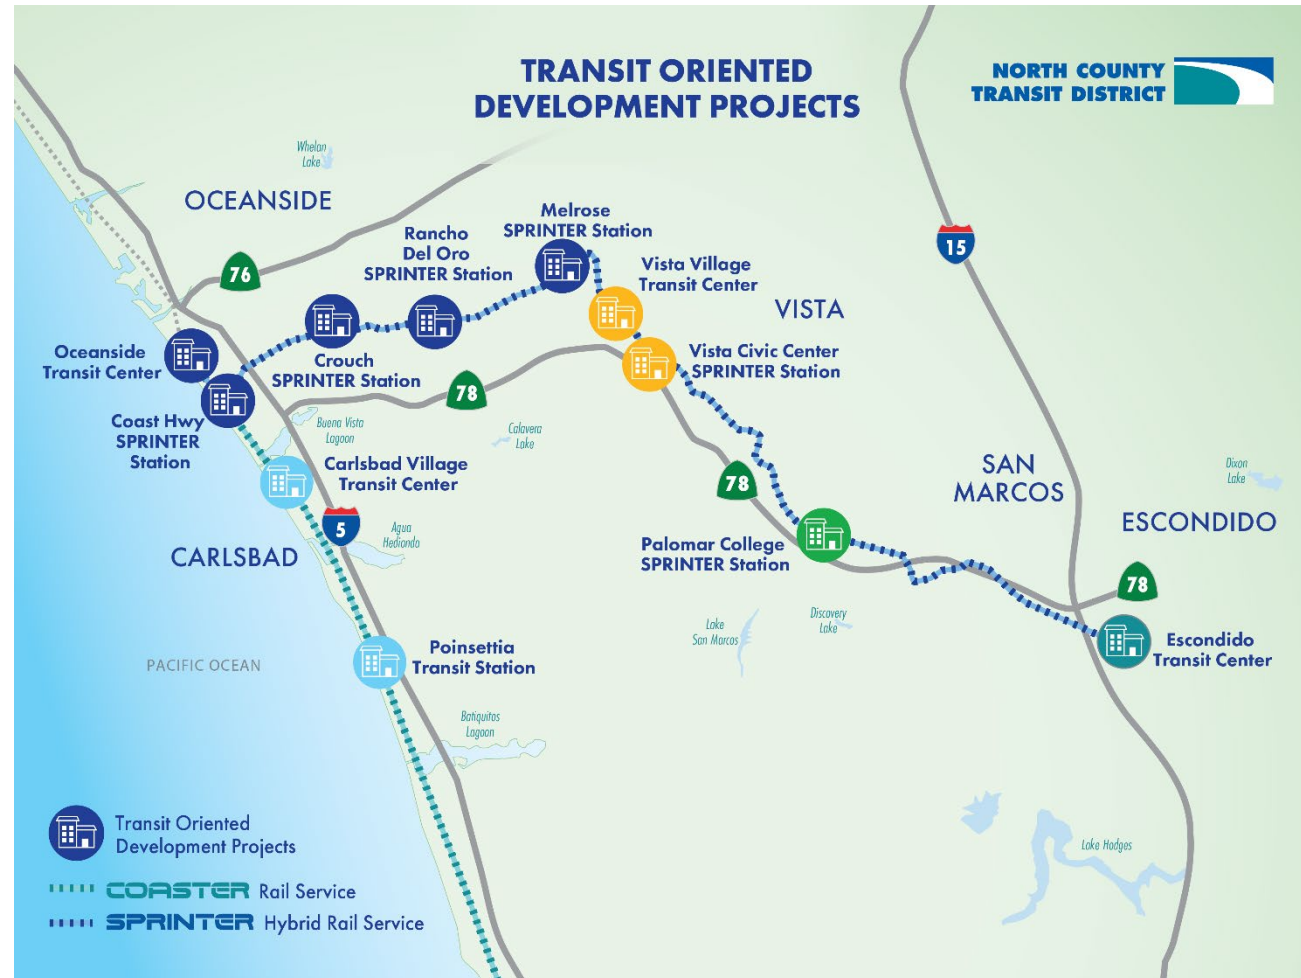 TRANSIT ORIENTED
DEVELOPMENT PROJECTS
NORTH COUNTY
TRANSIT DISTRICT
Whelan
Lake
OCEANSIDE
76
Melrose
SPRINTER Station
Rancho
Del Oro
SPRINTER Station
Vista Village
Transit Center
VISTA
15
Oceanside
Transit Center
Crouch
SPRINTER Station
Vista Civic Center
SPRINTER Station
78
Coast Hwy
SPRINTER
Station
Buena Vista
Lagoon
Calavera
Lake
Carlsbad Village
Transit Center
78
SAN
MARCOS
Dixon
Lake
ESCONDIDO
5
Agua
Hedionda
CARLSBAD
Palomar College
SPRINTER Station
78
Lake
San Marcos
Discovery
Lake
Escondido
Transit Center
PACIFIC OCEAN
Poinsettia
Transit Station
Batiquitos
Lagoon
Lake Hodges
Transit Oriented
Development Projects
COASTER Rail Service
SPRINTER Hybrid Rail Service